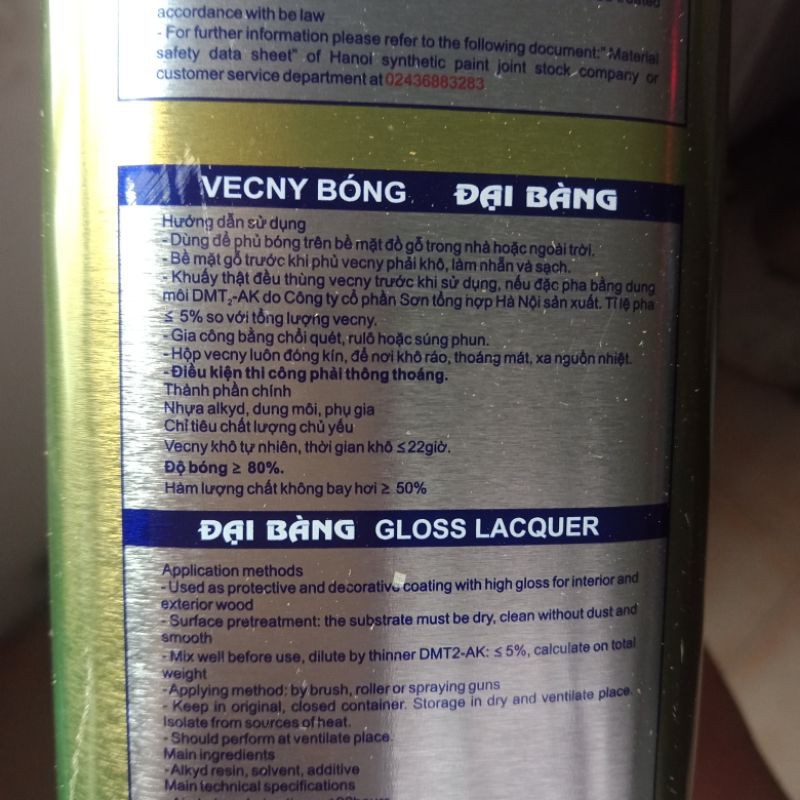 accordance with be law
- For further information please refer to the following document:" Material
safety data sheet" of Hanoi synthetic paint joint stock company or
customer service department at 02436883283
VECNY BÓNG ĐẠI BÀNG
Hướng dẫn sử dụng
- Dùng để phủ bóng trên bề mặt đồ gỗ trong nhà hoặc ngoài trời.
- Bề mặt gỗ trước khi phủ vecny phải khô, làm nhẵn và sạch.
- Khuấy thật đều thùng vecny trước khi sử dụng, nếu đặc pha bằng dung
môi DMT₂-AK do Công ty cổ phần Sơn tổng hợp Hà Nội sản xuất. Tỉ lệ pha
≤ 5% so với tổng lượng vecny.
- Gia công bằng chổi quét, rulô hoặc súng phun.
- Hộp vecny luôn đóng kín, để nơi khô ráo, thoáng mát, xa nguồn nhiệt.
- Điều kiện thi công phải thông thoáng.
Thành phần chính
Nhựa alkyd, dung môi, phụ gia
Chỉ tiêu chất lượng chủ yếu
Vecny khô tự nhiên, thời gian khô ≤22giờ.
Độ bóng ≥ 80%.
Hàm lượng chất không bay hơi ≥ 50%
ĐẠI BÀNG GLOSS LACQUER
Application methods
- Used as protective and decorative coating with high gloss for interior and
exterior wood
- Surface pretreatment: the substrate must be dry, clean without dust and
smooth
- Mix well before use, dilute by thinner DMT2-AK: ≤ 5%, calculate on total
weight
- Applying method: by brush, roller or spraying guns
- Keep in original, closed container. Storage in dry and ventilate place.
Isolate from sources of heat.
- Should perform at ventilate place.
Main ingredients
- Alkyd resin, solvent, additive
Main technical specifications